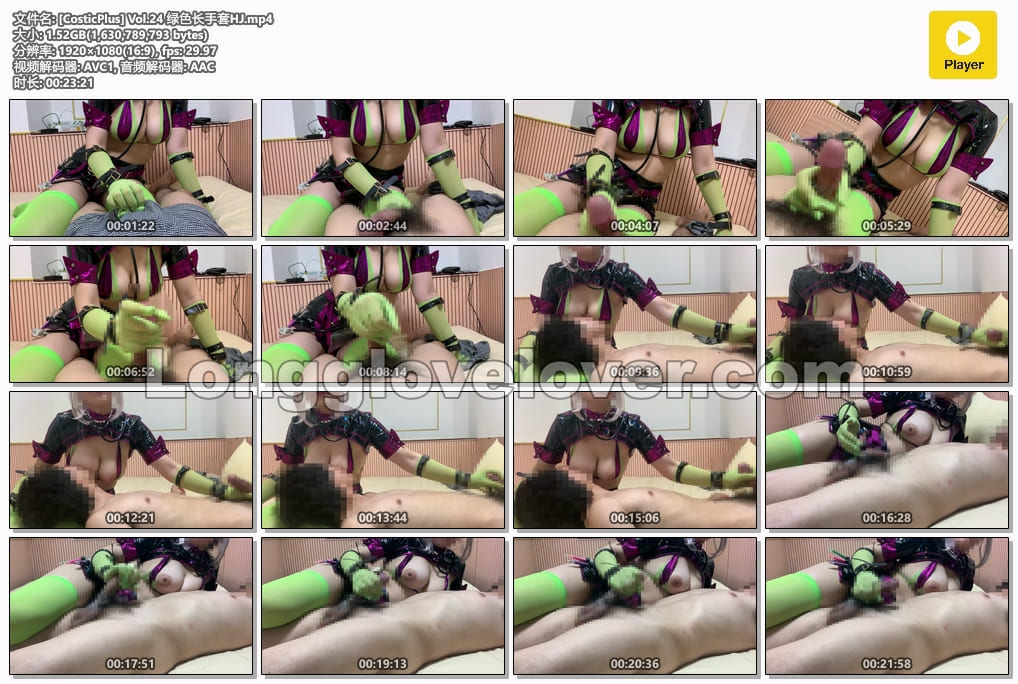 文件名: [CosticPlus] Vol.24 绿色长手套HJ.mp4
大小: 1.52GB(1,630,789,793 bytes)
分辨率: 1920×1080(16:9), fps: 29.97
视频解码器: AVC1, 音频解码器: AAC
时长: 00:23:21
Player
00:01:22
00:02:44
00:04:07
00:05:29
00:06:52
00:08:14
00:09:36
00:10:59
Longglovelover.com
00:12:21
00:13:44
00:15:06
00:16:28
00:17:51
00:19:13
00:20:36
00:21:58